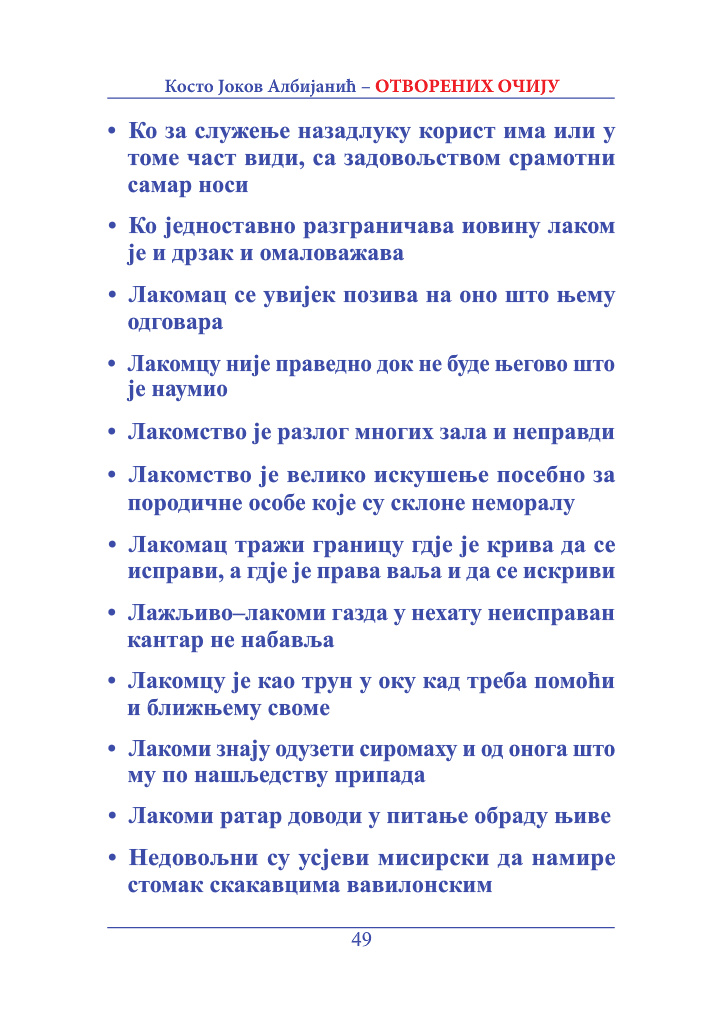 Косто Јоков Албијанић – ОТВОРЕНИХ ОЧИЈУ
• Ко за служење назадлуку корист има или у
томе част види, са задовољством срамотни
самар носи
• Ко једноставно разграничава иовину лаком
је и дрзак и омаловажава
• Лакомац се увијек позива на оно што њему
одговара
• Лакомцу није праведно док не буде његово што
је наумио
• Лакомство је разлог многих зала и неправди
• Лакомство је велико искушење посебно за
породичне особе које су склоне неморалу
• Лакомац тражи границу гдје је крива да се
исправи, а гдје је права ваља и да се искриви
• Лажљиво–лакоми газда у нехату неисправан
кантар не набавља
• Лакомцу је као трун у оку кад треба помоћи
и ближњему своме
• Лакоми знају одузети сиромаху и од онога што
му по нашљедству припада
• Лакоми ратар доводи у питање обраду њиве
• Недовољни су усјеви мисирски да намире
стомак скакавцима вавилонским
49